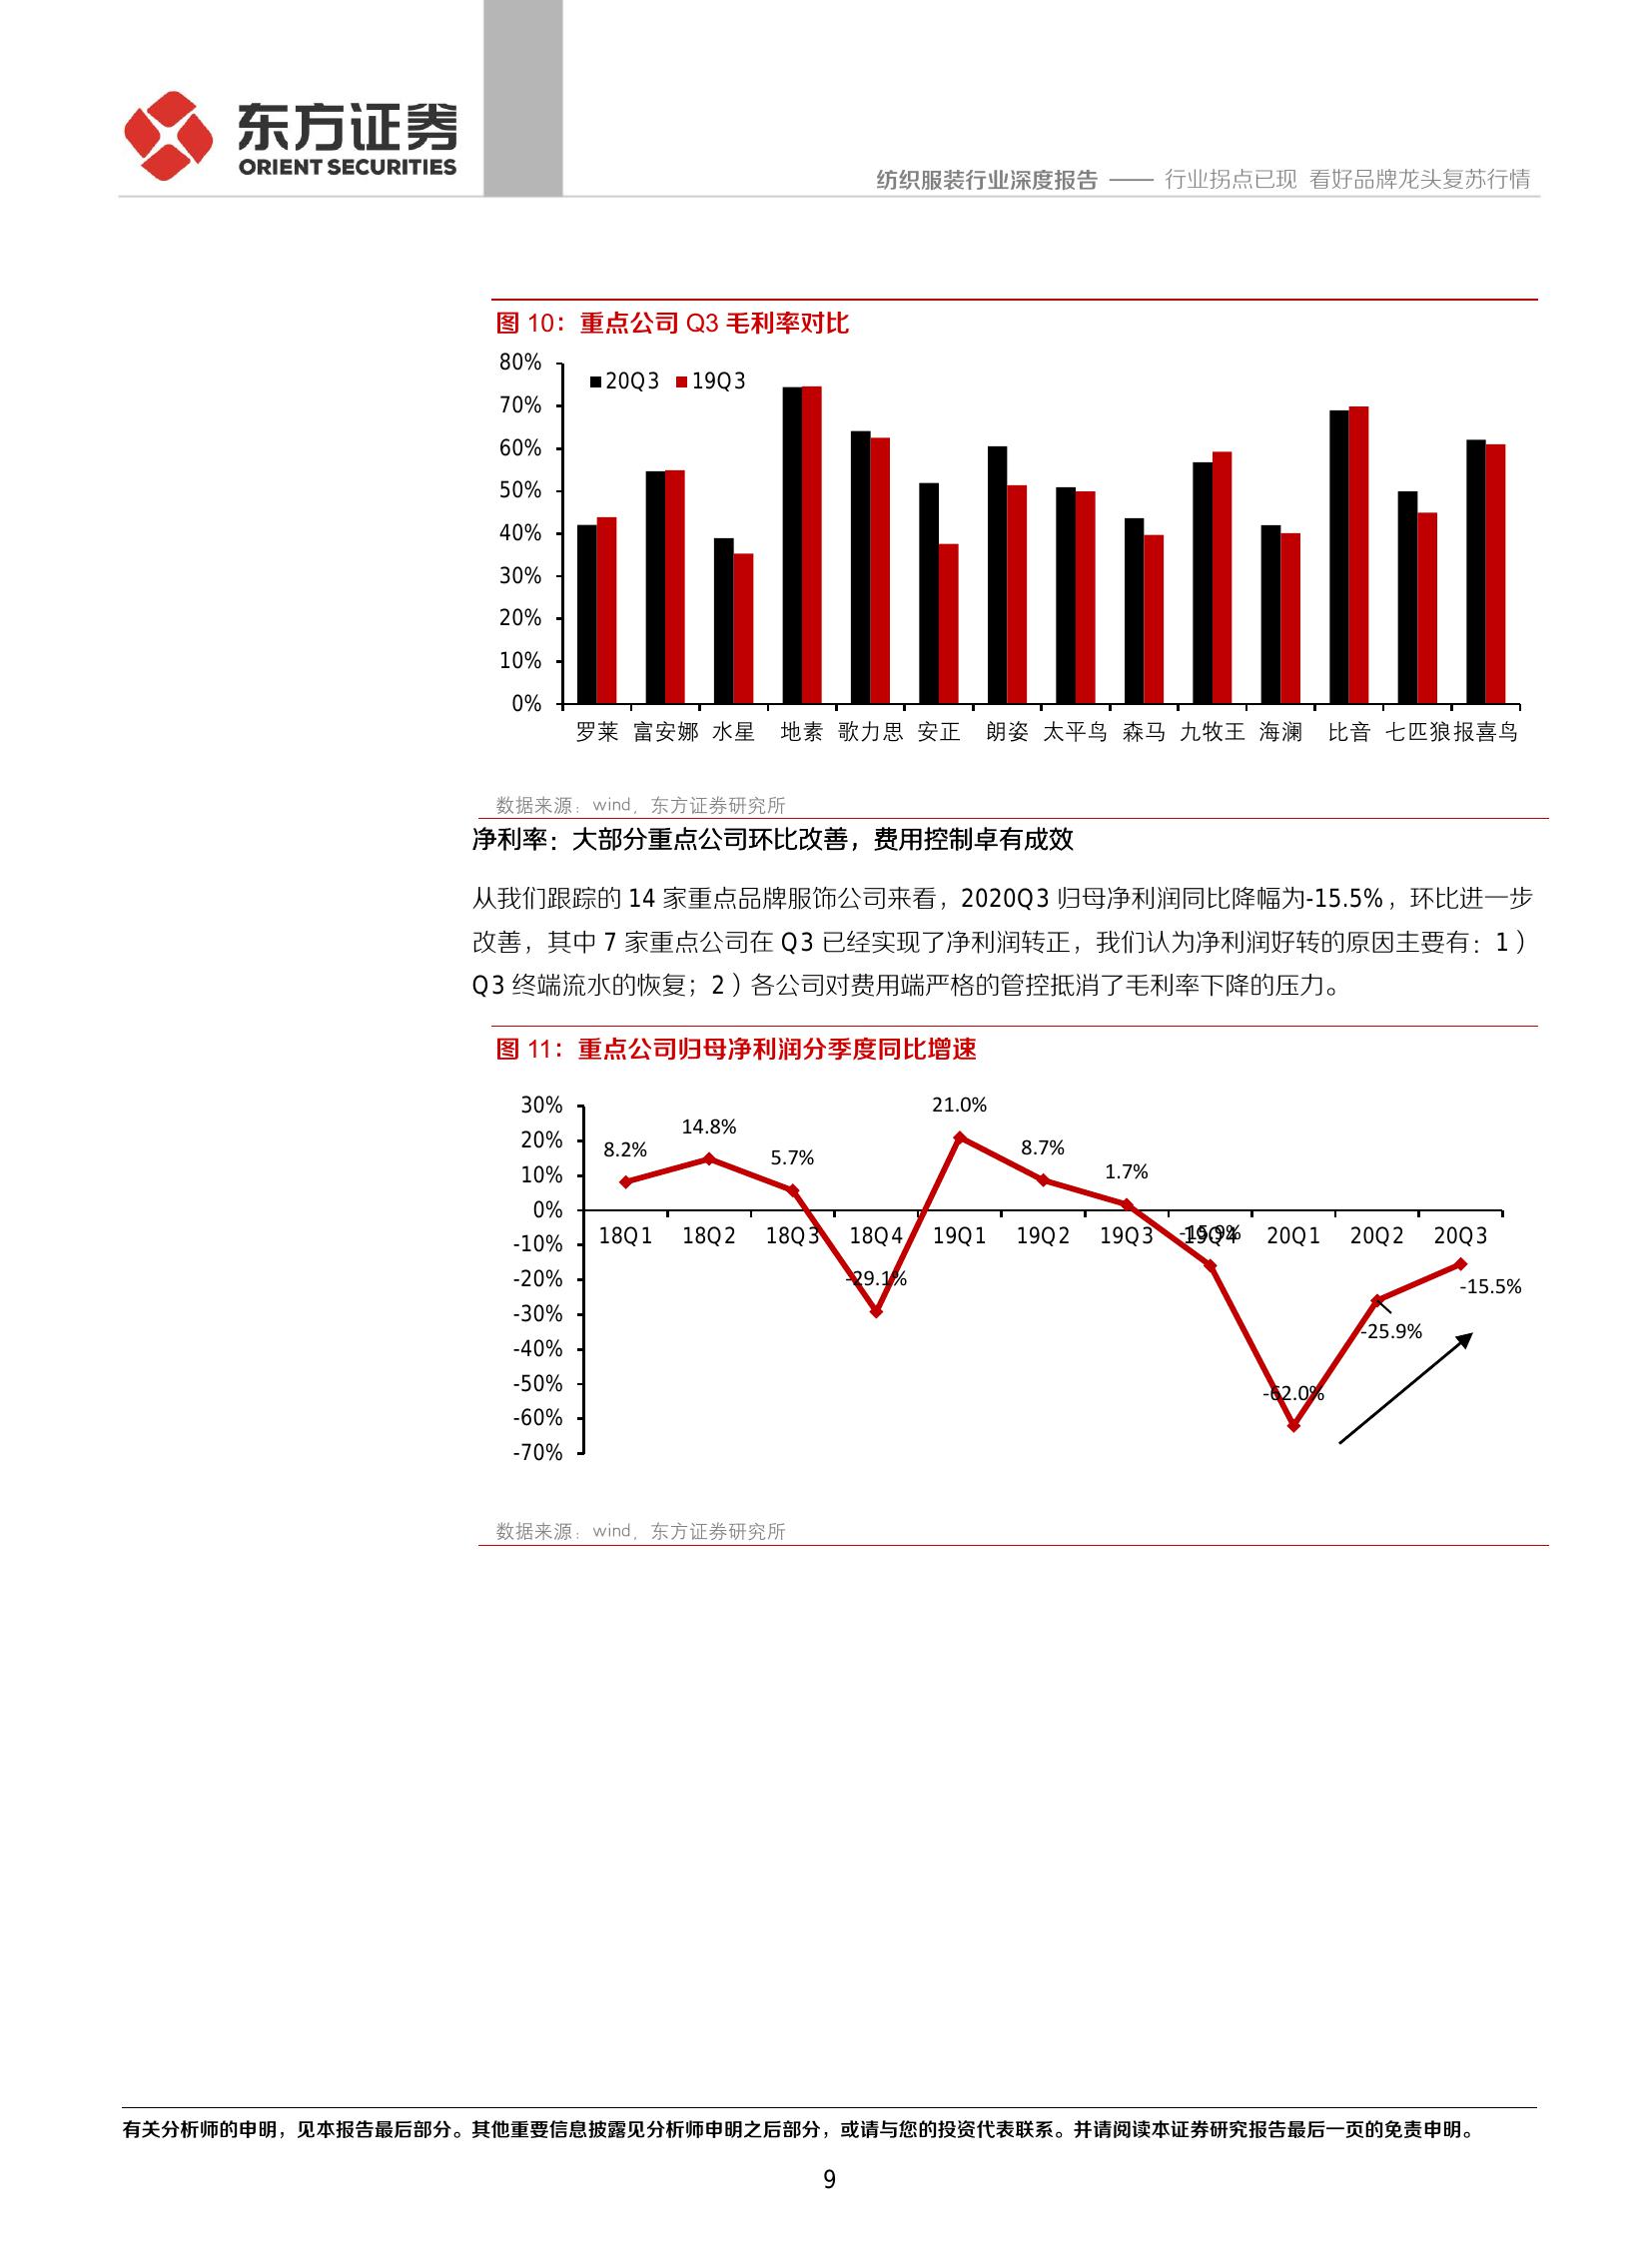 东方证券
ORIENT SECURITIES
纺织服装行业深度报告 —— 行业拐点已现 看好品牌龙头复苏行情
图 10：重点公司 Q3 毛利率对比
20Q3 19Q3
80%
70%
60%
50%
40%
30%
20%
10%
0%
罗莱 富安娜 水星 地素 歌力思 安正 朗姿 太平鸟 森马 九牧王 海澜 比音 七匹狼 报喜鸟
数据来源：wind，东方证券研究所
净利率：大部分重点公司环比改善，费用控制卓有成效
从我们跟踪的 14 家重点品牌服饰公司来看，2020Q3 归母净利润同比降幅为-15.5%，环比进一步
改善，其中 7 家重点公司在 Q3 已经实现了净利润转正，我们认为净利润好转的原因主要有：1）
Q3 终端流水的恢复；2）各公司对费用端严格的管控抵消了毛利率下降的压力。
图 11：重点公司归母净利润分季度同比增速
30%
20%
10%
0%
-10%
-20%
-30%
-40%
-50%
-60%
-70%
8.2% 14.8% 5.7% -29.1% 21.0% 8.7% 1.7% -15.9% -62.0% -25.9% -15.5%
18Q1 18Q2 18Q3 18Q4 19Q1 19Q2 19Q3 19Q4 20Q1 20Q2 20Q3
数据来源：wind，东方证券研究所
有关分析师的申明，见本报告最后部分。其他重要信息披露见分析师申明之后部分，或请与您的投资代表联系。并请阅读本证券研究报告最后一页的免责申明。
9